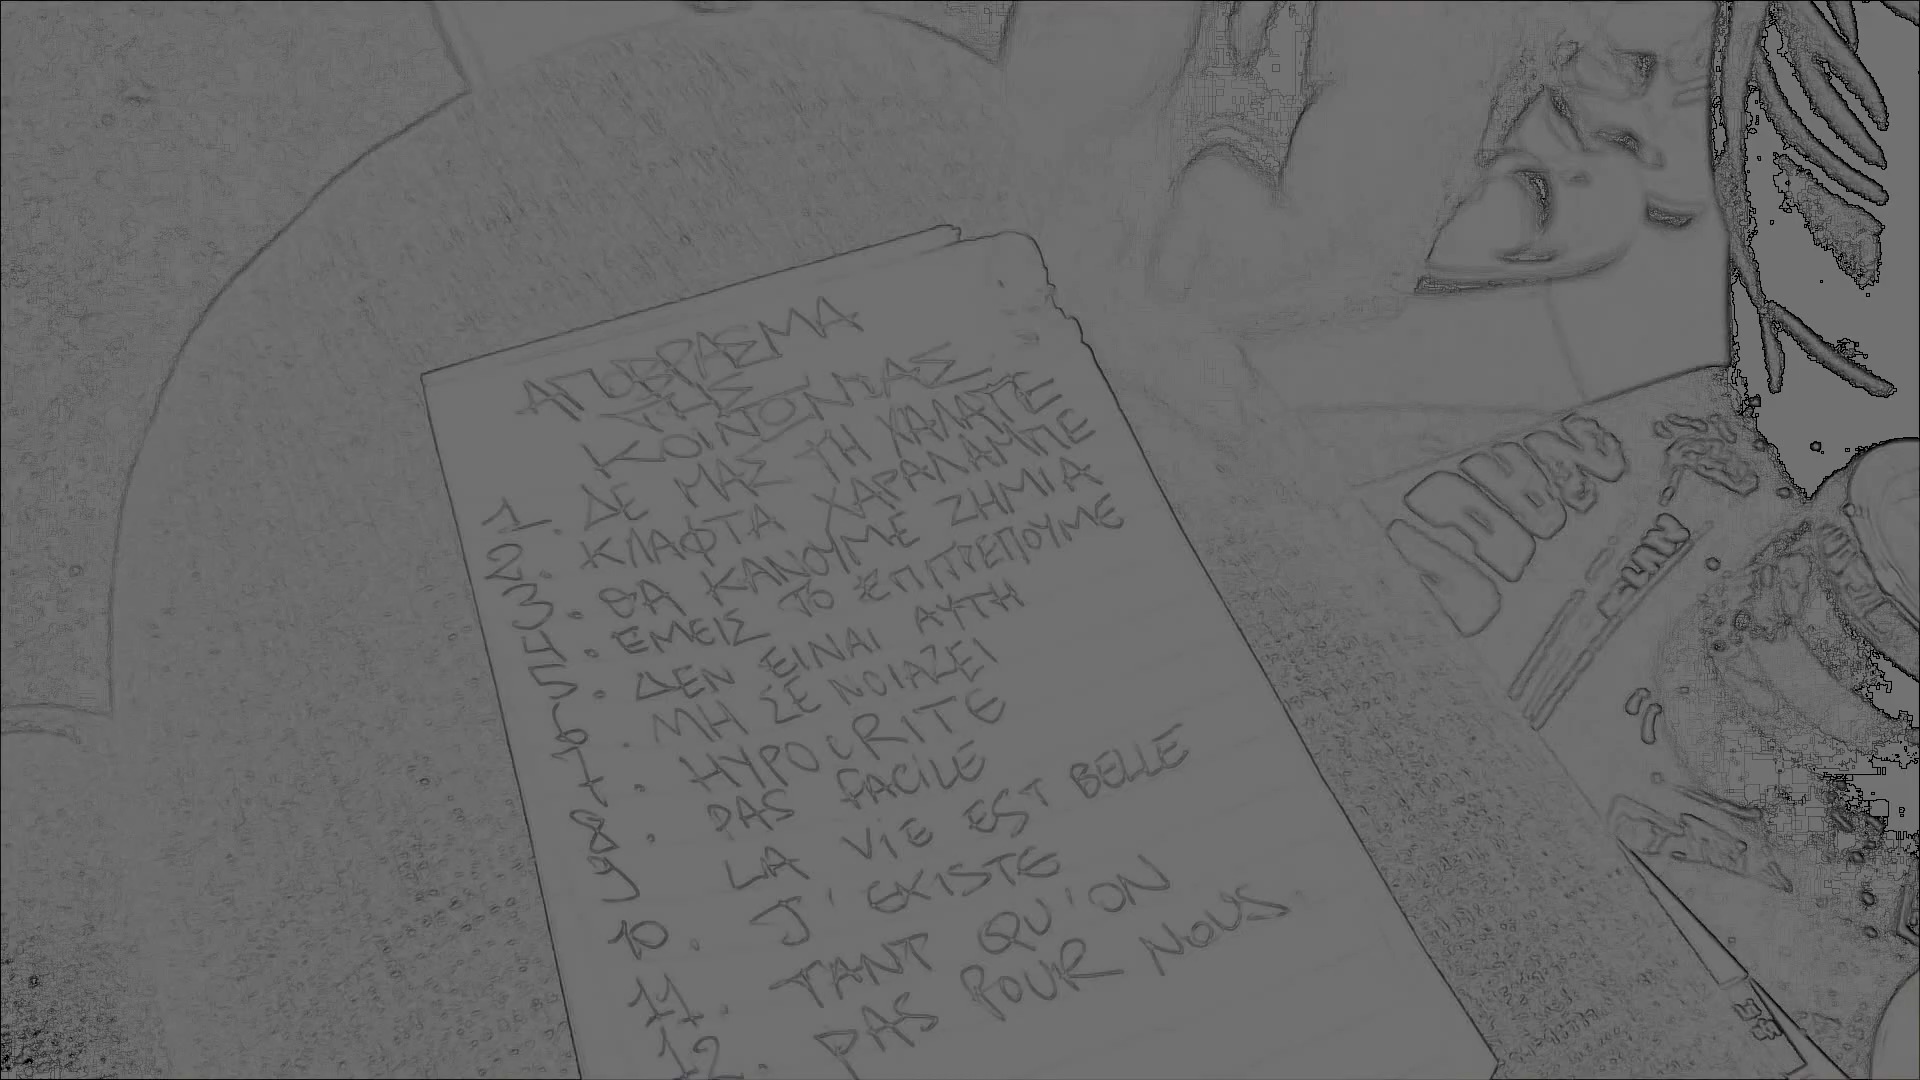 ΑΠΟΒΡΑΣΜΑ
ΤΗΣ
ΚΟΙΝΩΝΙΑΣ
1. ΔΕ ΜΑΣ ΤΗ ΧΑΛΑΤΕ
2. ΚΛΑΦΤΑ ΧΑΡΑΛΑΜΠΕ
3. ΘΑ ΚΑΝΟΥΜΕ ΖΗΜΙΑ
4. ΕΜΕΙΣ ΤΟ ΕΠΙΤΡΕΠΟΥΜΕ
5. ΔΕΝ ΕΙΝΑΙ ΑΥΤΗ
6. ΜΗ ΣΕ ΝΟΙΑΖΕΙ
7. HYPOCRITE
8. PAS FACiLE
9. LA ViE EST BELLE
10. J'EXISTE
11. TANT QU'ON
12. PAS POUR NOUS